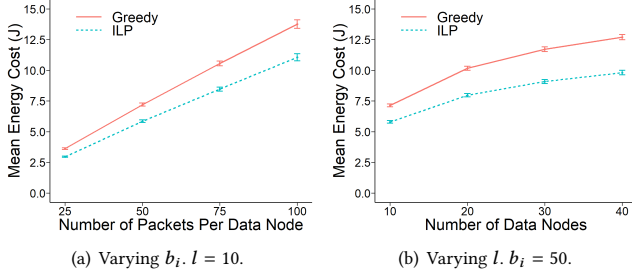 Mean Energy Cost (J)
15.0
12.5
10.0
7.5
5.0
2.5
0.0
Greedy
ILP
25 50 75 100
Number of Packets Per Data Node
(a) Varying b_i. l = 10.
Mean Energy Cost (J)
15.0
12.5
10.0
7.5
5.0
2.5
0.0
Greedy
ILP
10 20 30 40
Number of Data Nodes
(b) Varying l. b_i = 50.